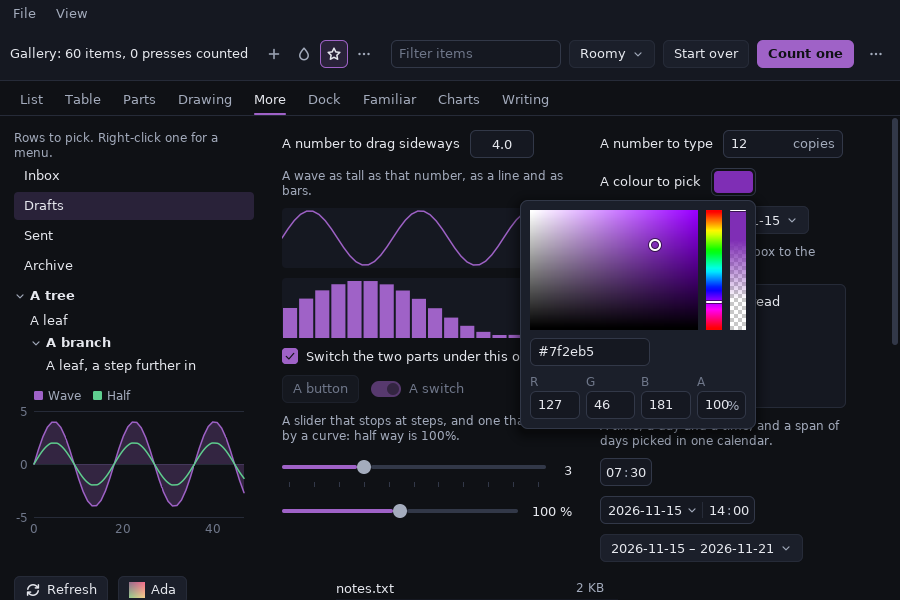 File View
Gallery: 60 items, 0 presses counted
Filter items
Roomy
Start over
Count one
List Table Parts Drawing More Dock Familiar Charts Writing
Rows to pick. Right-click one for a
menu.
Inbox
Drafts
Sent
Archive
A tree
A leaf
A branch
A leaf, a step further in
Wave Half
5
0
-5
0 20 40
Refresh
Ada
A number to drag sideways 4.0
A wave as tall as that number, as a line and as
bars.
Switch the two parts under this o
A button
A switch
A slider that stops at steps, and one tha
by a curve: half way is 100%.
3
100 %
notes.txt 2 KB
A number to type 12 copies
A colour to pick
-15
box to the
ead
#7f2eb5
R G B A
127 46 181 100%
A time, a day and a time, and a span of
days picked in one calendar.
07:30
2026-11-15 14:00
2026-11-15 – 2026-11-21